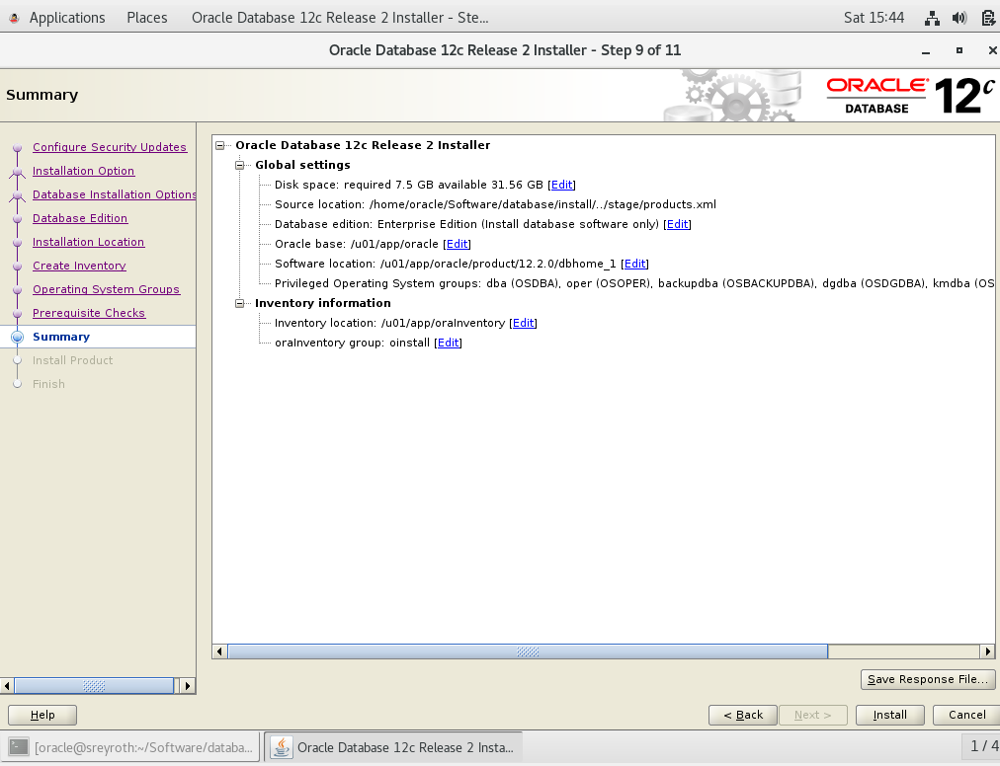 Applications Places Oracle Database 12c Release 2 Installer - Ste... Sat 15:44
Oracle Database 12c Release 2 Installer - Step 9 of 11
Summary
ORACLE®
DATABASE
12c
Configure Security Updates
Installation Option
Database Installation Options
Database Edition
Installation Location
Create Inventory
Operating System Groups
Prerequisite Checks
Summary
Install Product
Finish
Oracle Database 12c Release 2 Installer
Global settings
Disk space: required 7.5 GB available 31.56 GB [Edit]
Source location: /home/oracle/Software/database/install/../stage/products.xml
Database edition: Enterprise Edition (Install database software only) [Edit]
Oracle base: /u01/app/oracle [Edit]
Software location: /u01/app/oracle/product/12.2.0/dbhome_1 [Edit]
Privileged Operating System groups: dba (OSDBA), oper (OSOPER), backupdba (OSBACKUPDBA), dgdba (OSDGDBA), kmdba (OS
Inventory information
Inventory location: /u01/app/oraInventory [Edit]
oraInventory group: oinstall [Edit]
Save Response File...
Help < Back Next > Install Cancel
[oracle@sreyroth:~/Software/databa... Oracle Database 12c Release 2 Insta... 1 / 4